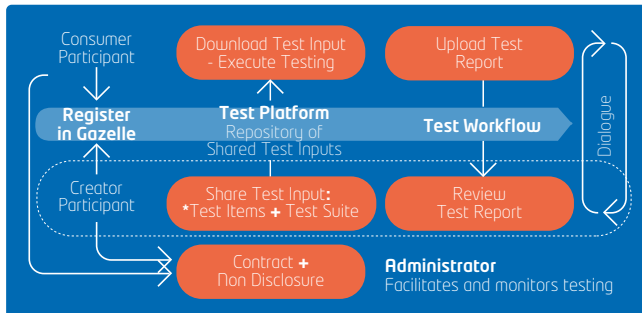 Consumer
Participant
Download Test Input
- Execute Testing
Upload Test
Report
Register
in Gazelle
Test Platform
Repository of
Shared Test Inputs
Test Workflow
Dialogue
Creator
Participant
Share Test Input:
*Test Items + Test Suite
Review
Test Report
Contract +
Non Disclosure
Administrator
Facilitates and monitors testing